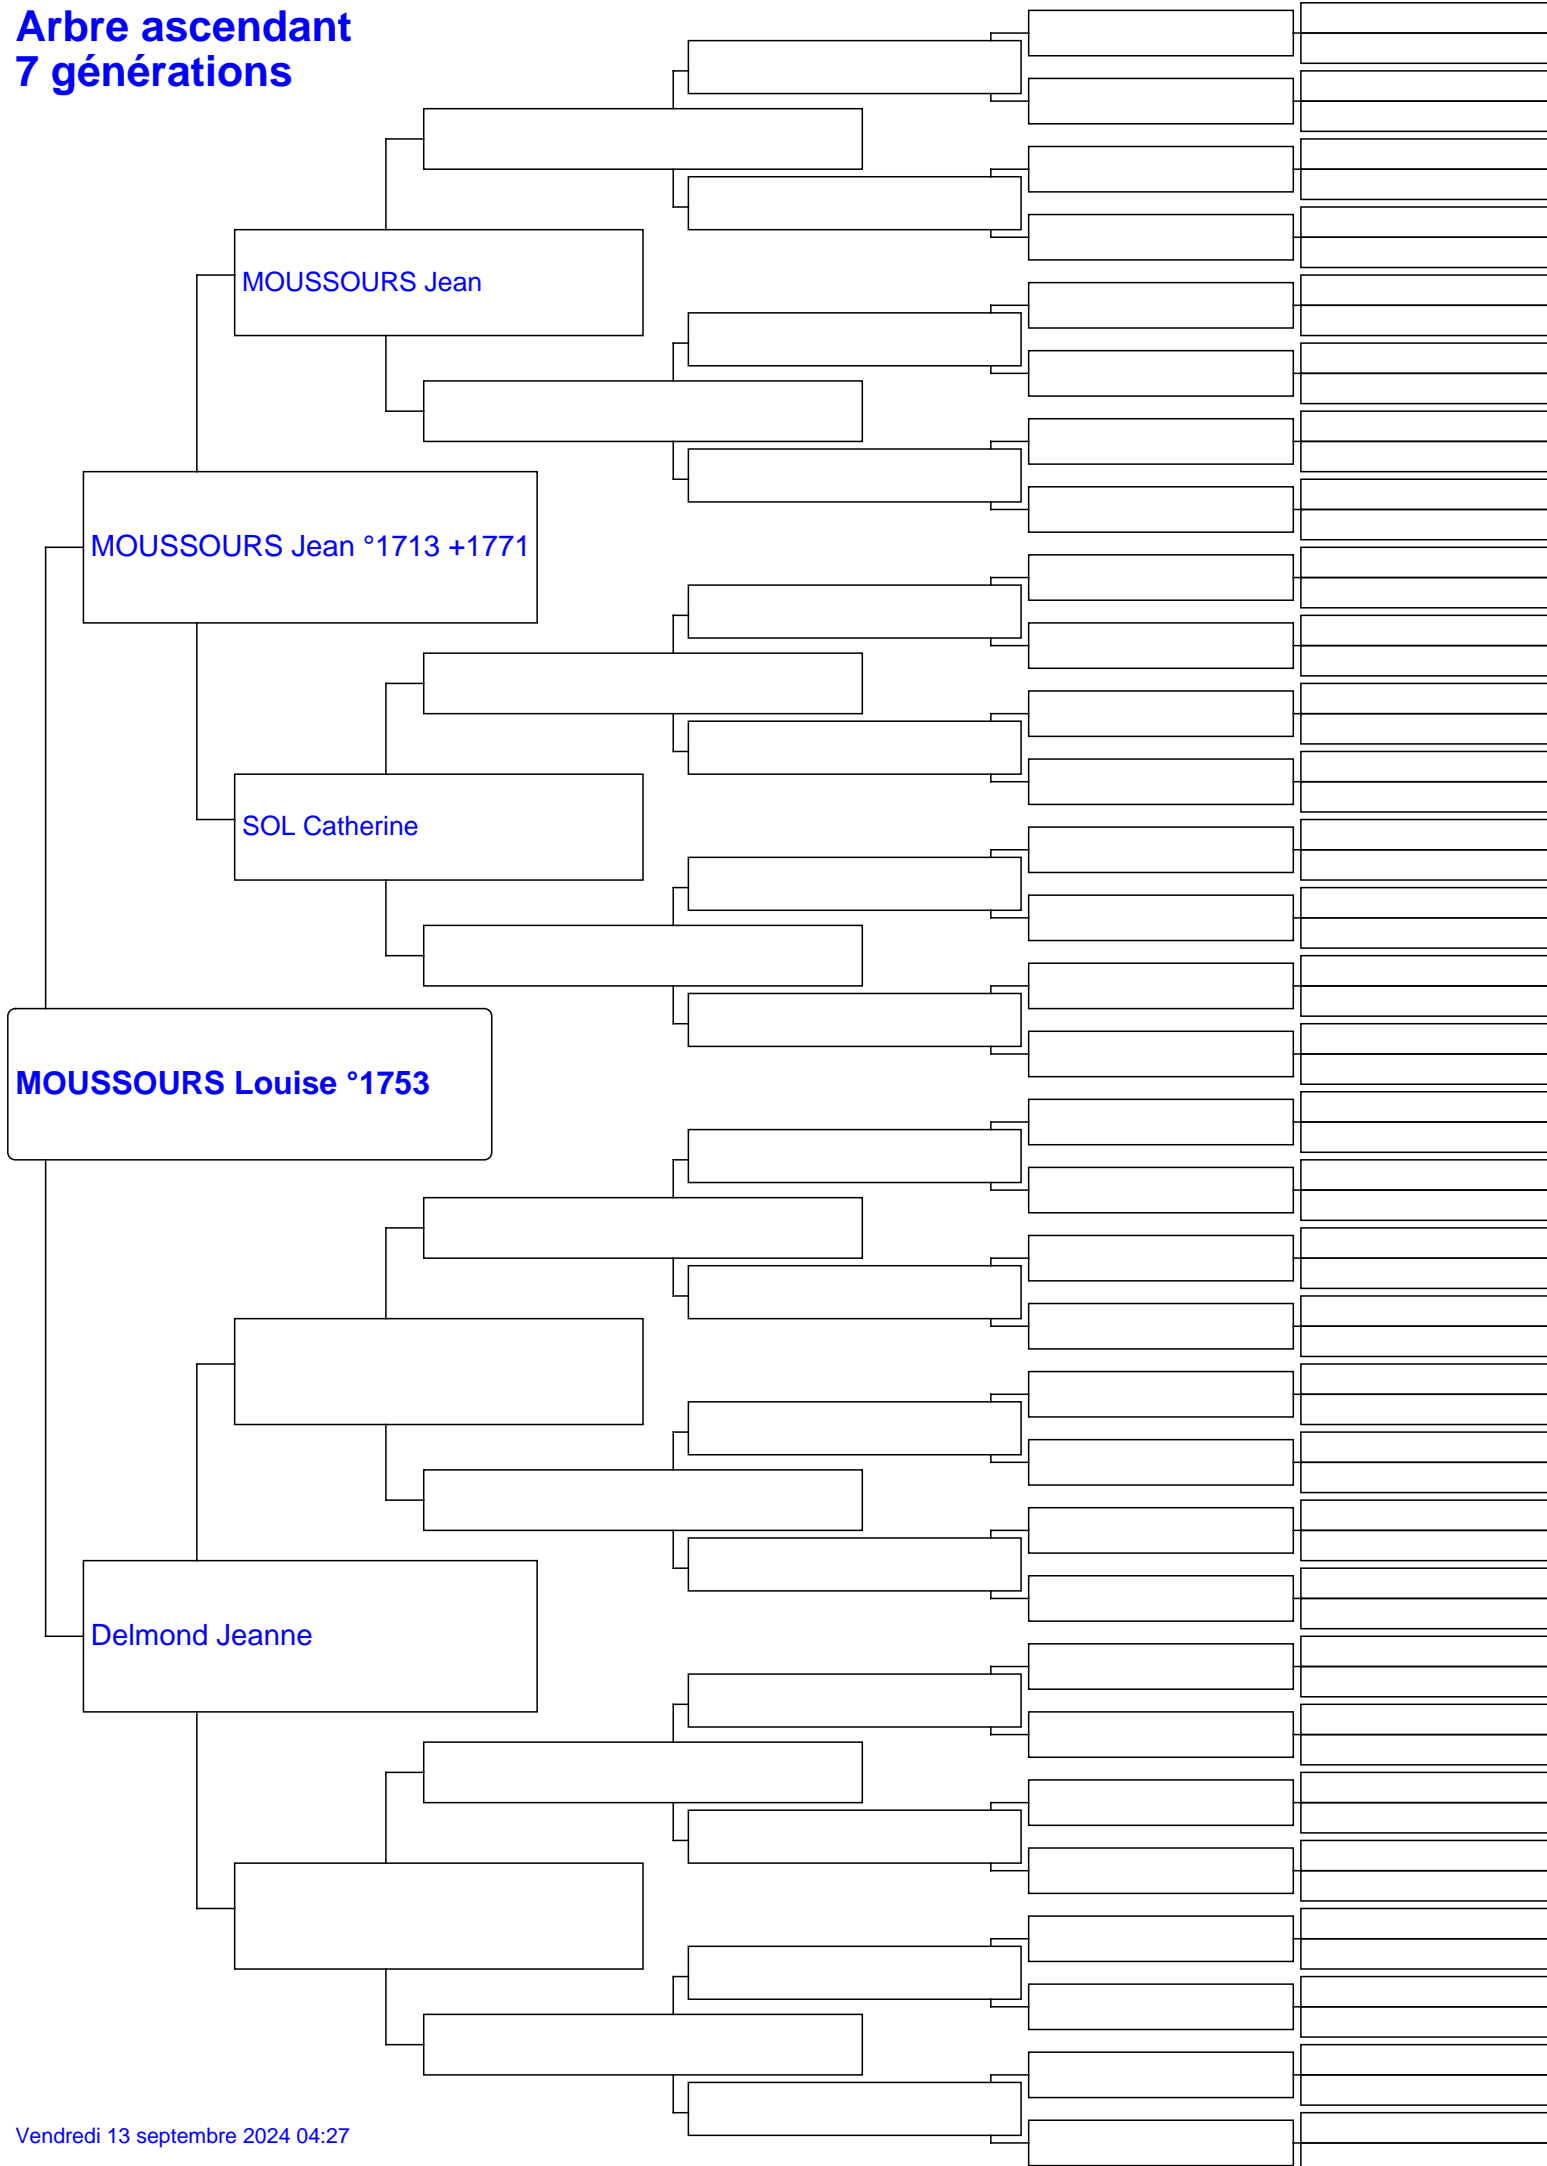 Arbre ascendant
7 générations
MOUSSOURS Jean
MOUSSOURS Jean °1713 +1771
SOL Catherine
MOUSSOURS Louise °1753
Delmond Jeanne
Vendredi 13 septembre 2024 04:27